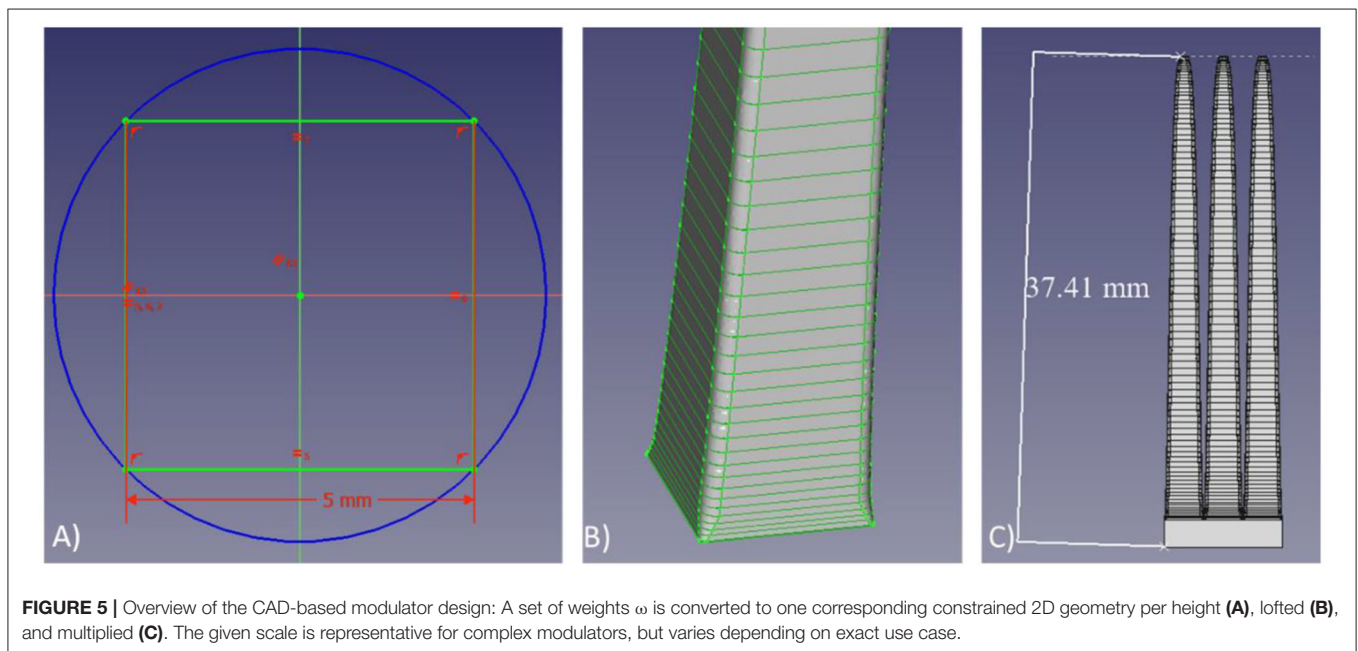 5 mm
A)
B)
37.41 mm
C)
FIGURE 5 | Overview of the CAD-based modulator design: A set of weights ω is converted to one corresponding constrained 2D geometry per height (A), lofted (B),
and multiplied (C). The given scale is representative for complex modulators, but varies depending on exact use case.